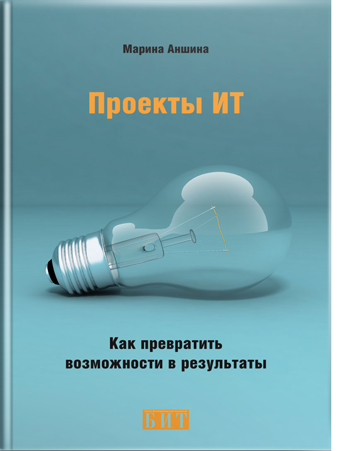 Марина Аншина
Проекты ИТ
Как превратить
возможности в результаты
БИТ